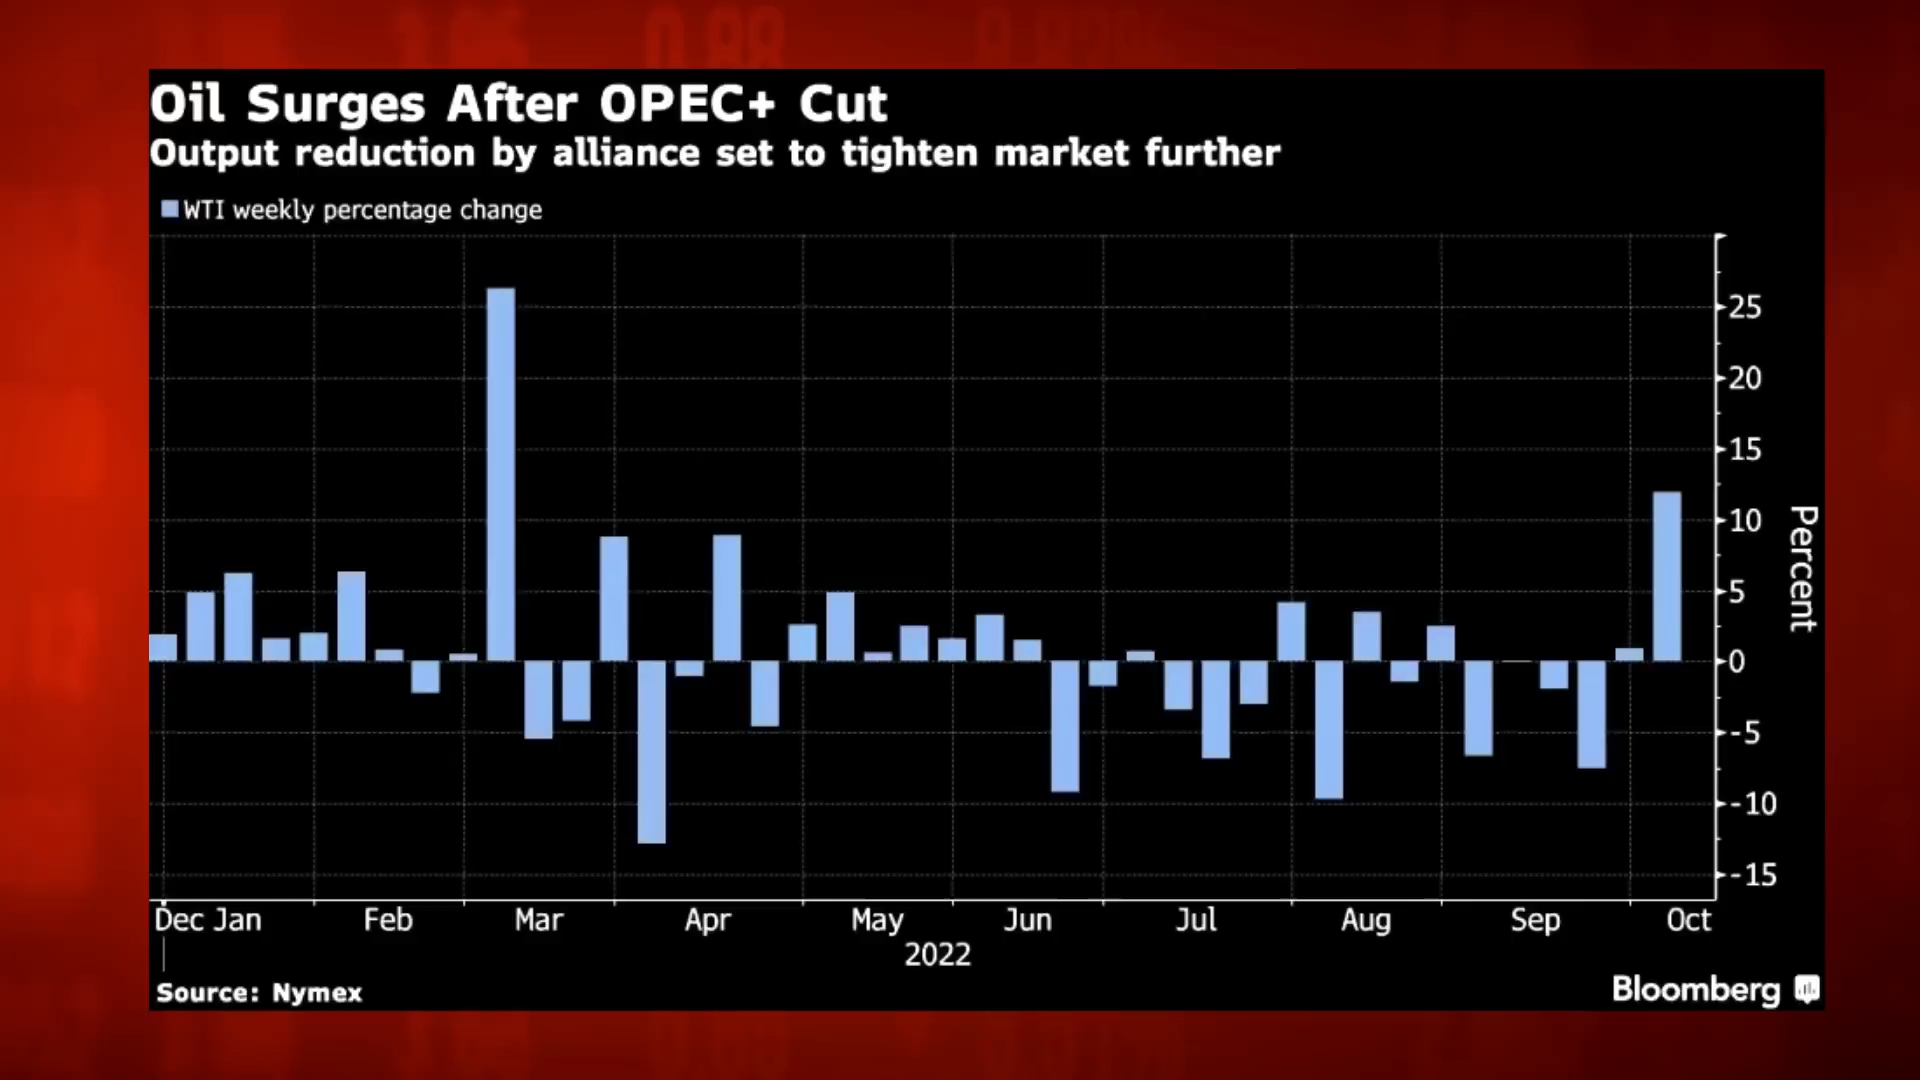 Oil Surges After OPEC+ Cut
Output reduction by alliance set to tighten market further
WTI weekly percentage change
25
20
15
10
5
0
-5
-10
-15
Percent
Dec Jan Feb Mar Apr May Jun Jul Aug Sep Oct
2022
Source: Nymex
Bloomberg